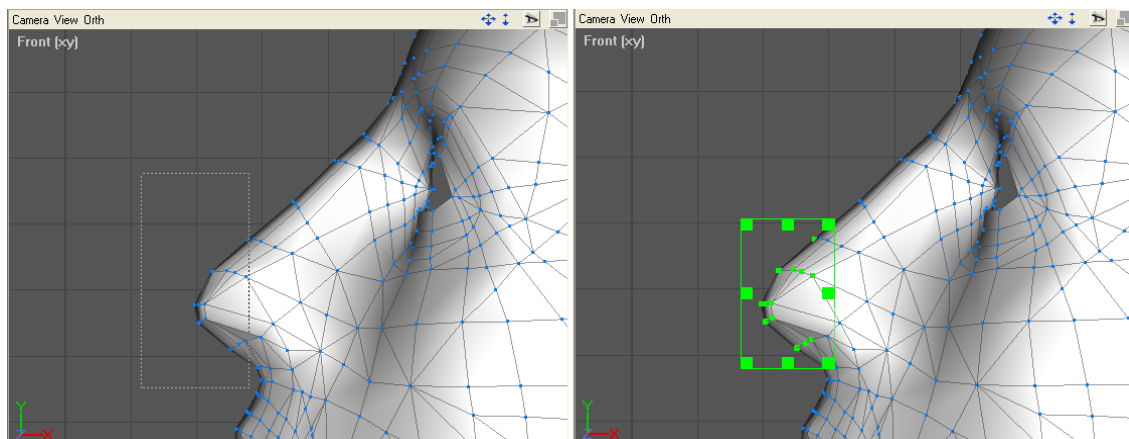 Camera View Orth
Front (xy)
Y
Z X
Camera View Orth
Front (xy)
Y
Z X